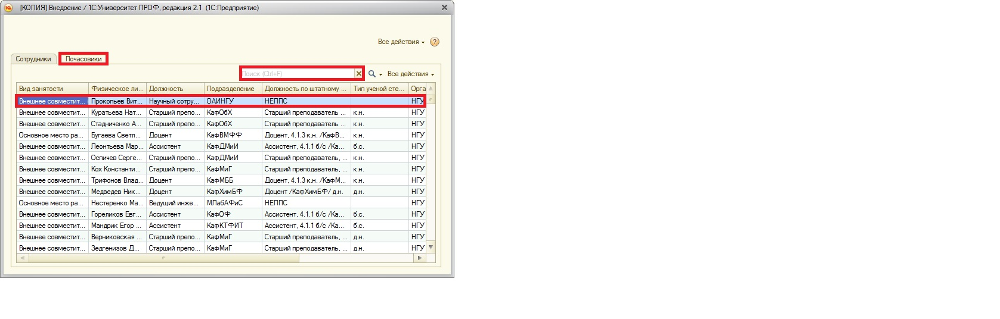 [КОПИЯ] Внедрение / 1С:Университет ПРОФ, редакция 2.1 (1С:Предприятие)
Все действия
Сотрудники Почасовики
Поиск (Ctrl+F) Все действия
Вид занятости Физическое ли... Должность Подразделение Должность по штатному ... Тип ученой сте... Орга
Внешнее совместит... Прокопьев Вит... Научный сотру... ОАИНГУ НЕППС НГУ
Внешнее совместит... Куратьева Нат... Старший препо... КафОбХ Старший преподаватель ... к.н. НГУ
Внешнее совместит... Стадниченко А... Старший препо... КафОбХ Старший преподаватель ... к.н. НГУ
Основное место ра... Бугаева Светл... Доцент КафВМФФ Доцент, 4.1.3 к.н. /КафВ... к.н. НГУ
Внешнее совместит... Леонтьева Мар... Ассистент КафДМиИ Ассистент, 4.1.1 б/с /Ка... б.с. НГУ
Внешнее совместит... Оспичев Серге... Старший препо... КафДМиИ Старший преподаватель, ... к.н. НГУ
Внешнее совместит... Кох Константи... Старший препо... КафМиГ Старший преподаватель, ... к.н. НГУ
Внешнее совместит... Трифонов Влад... Доцент КафМББ Доцент, 4.1.3 к.н. /КафМ... к.н. НГУ
Внешнее совместит... Медведев Ник... Доцент КафХимБФ Доцент /КафХимБФ/ д.н. д.н. НГУ
Основное место ра... Нестеренко Ма... Ведущий инже... МЛабАФиС НЕППС НГУ
Внешнее совместит... Гореликов Евг... Ассистент КафОФ Ассистент, 4.1.1 б/с /Ка... б.с. НГУ
Внешнее совместит... Мандрик Егор ... Ассистент КафКТФИТ Ассистент, 4.1.1 б/с /Ка... б.с. НГУ
Внешнее совместит... Верниковская ... Старший препо... КафМиГ Старший преподаватель, ... д.н. НГУ
Внешнее совместит... Зедгенизов Д... Старший препо... КафМиГ Старший преподаватель, ... д.н. НГУ